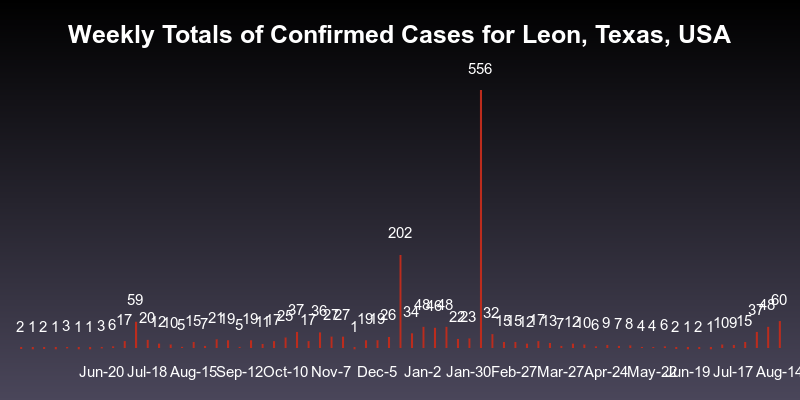 Weekly Totals of Confirmed Cases for Leon, Texas, USA
556
202
59
2 1 2 1 3 1 1 3 6 17 20 12 10 5 15 7 21 19 5 19 11 17 25 37 17 36 27 27 1 19 19 26 34 48 46 48 22 23 32 15 15 12 17 13 7 12 10 6 9 7 8 4 4 6 2 1 2 1 10 9 15 37 48 60
Jun-20 Jul-18 Aug-15 Sep-12 Oct-10 Nov-7 Dec-5 Jan-2 Jan-30 Feb-27 Mar-27 Apr-24 May-22 Jun-19 Jul-17 Aug-14